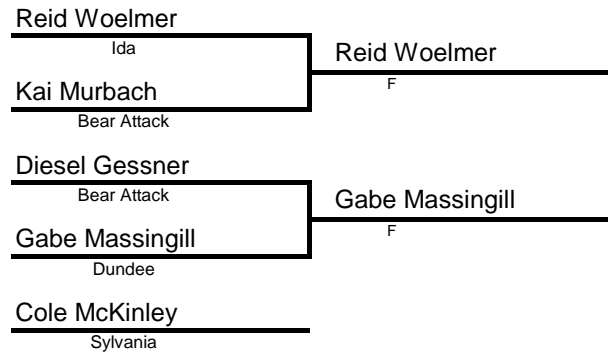 Reid Woelmer
Ida
Reid Woelmer
F
Kai Murbach
Bear Attack
Diesel Gessner
Bear Attack
Gabe Massingill
F
Gabe Massingill
Dundee
Cole McKinley
Sylvania